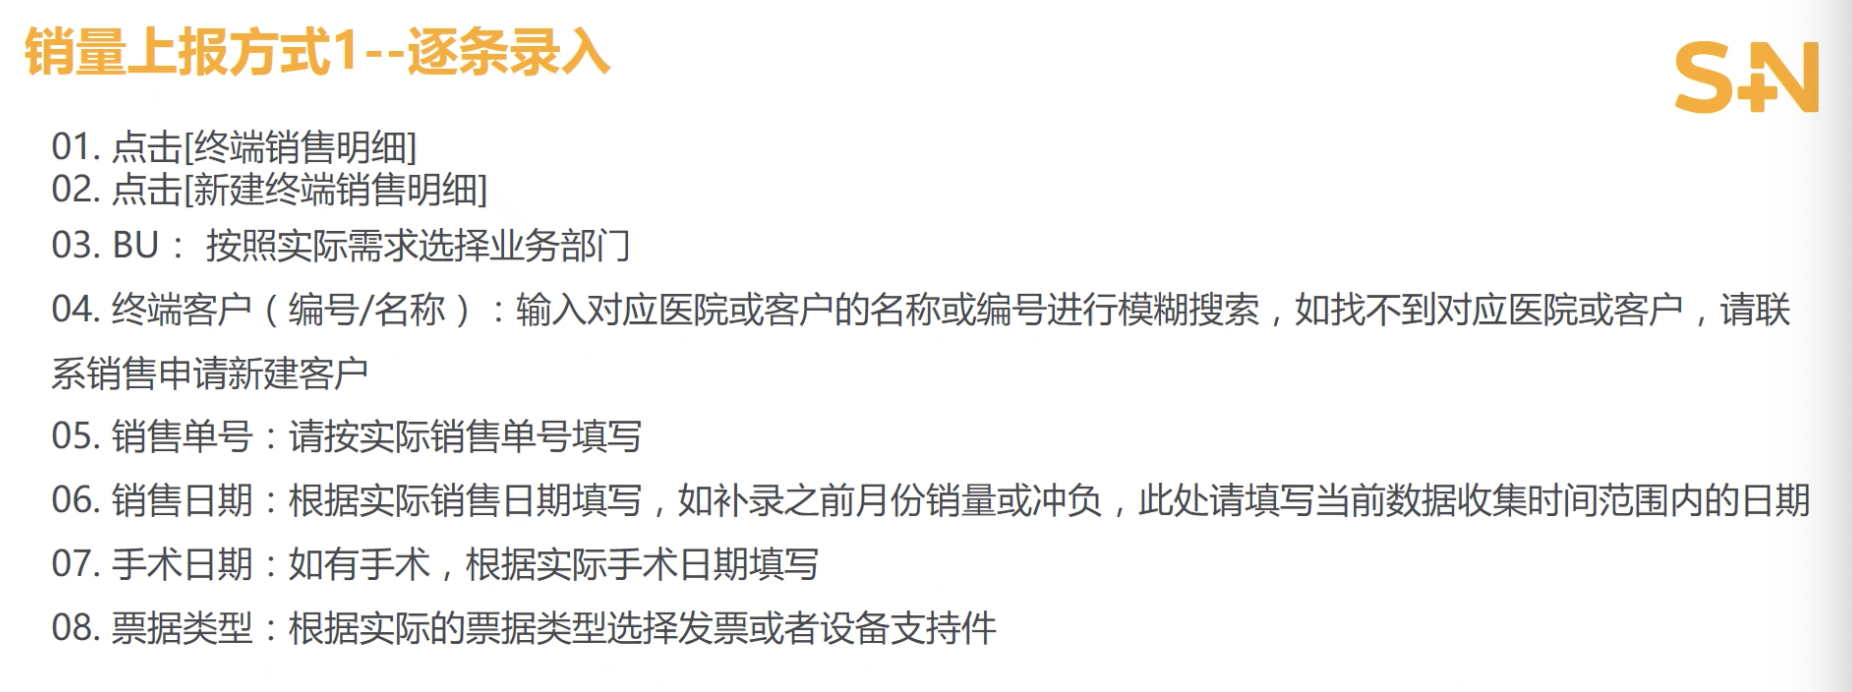 销量上报方式1--逐条录入
S+N
01. 点击[终端销售明细]
02. 点击[新建终端销售明细]
03. BU： 按照实际需求选择业务部门
04. 终端客户（编号/名称）：输入对应医院或客户的名称或编号进行模糊搜索，如找不到对应医院或客户，请联
系销售申请新建客户
05. 销售单号：请按实际销售单号填写
06. 销售日期：根据实际销售日期填写，如补录之前月份销量或冲负，此处请填写当前数据收集时间范围内的日期
07. 手术日期：如有手术，根据实际手术日期填写
08. 票据类型：根据实际的票据类型选择发票或者设备支持件